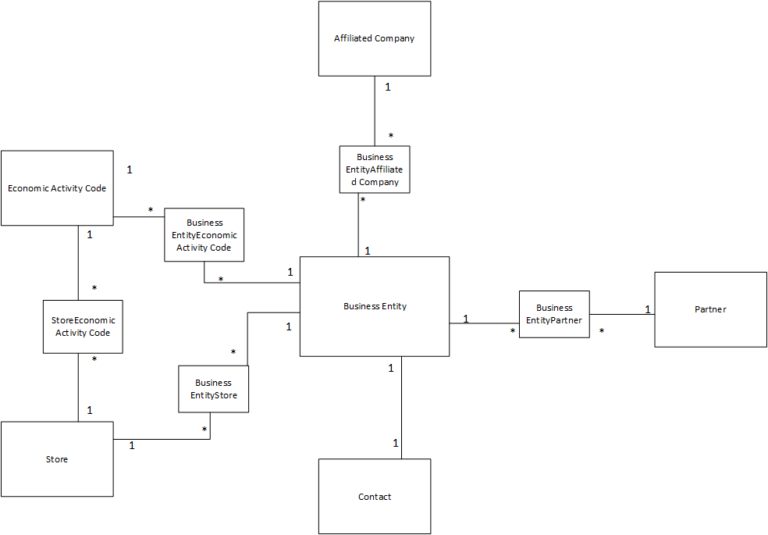 Affiliated Company
1
*
Business
EntityAffiliate
d Company
*
1
Economic Activity Code
1
*
Business
EntityEconomic
Activity Code
*
1
1
*
StoreEconomic
Activity Code
*
1
Business Entity
1
*
Business
EntityStore
*
1
Store
1
*
Business
EntityPartner
*
1
Partner
1
1
Contact